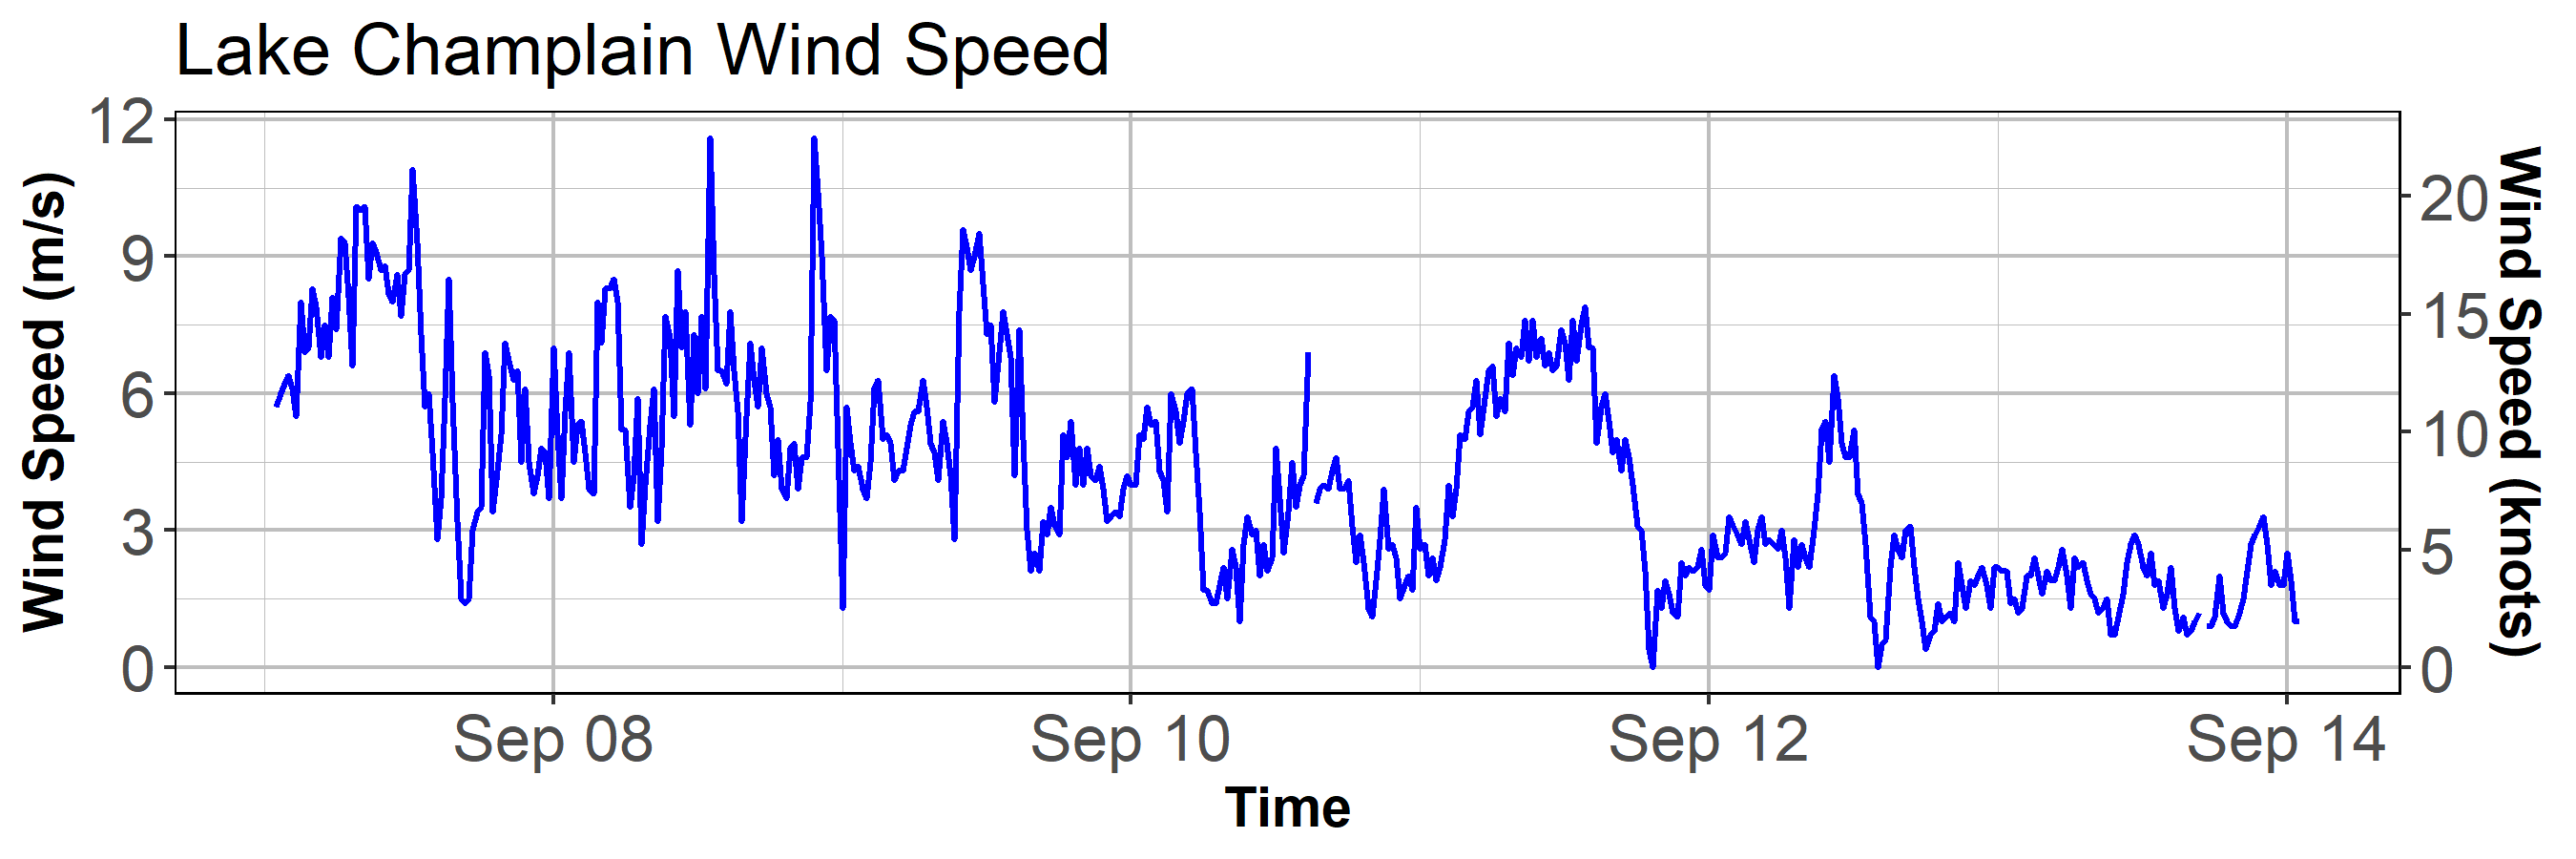 Lake Champlain Wind Speed
12
9
6
3
0
Wind Speed (m/s)
20
15
10
5
0
Wind Speed (knots)
Sep 08
Sep 10
Sep 12
Sep 14
Time